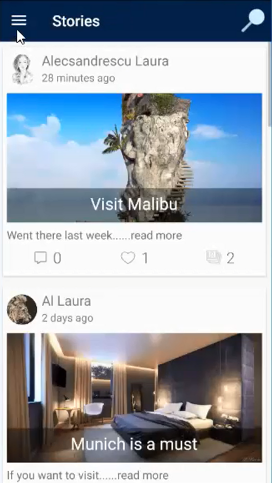 Stories
Alecsandrescu Laura
28 minutes ago
Visit Malibu
Went there last week......read more
0 1 2
Al Laura
2 days ago
Munich is a must
If you want to visit......read more